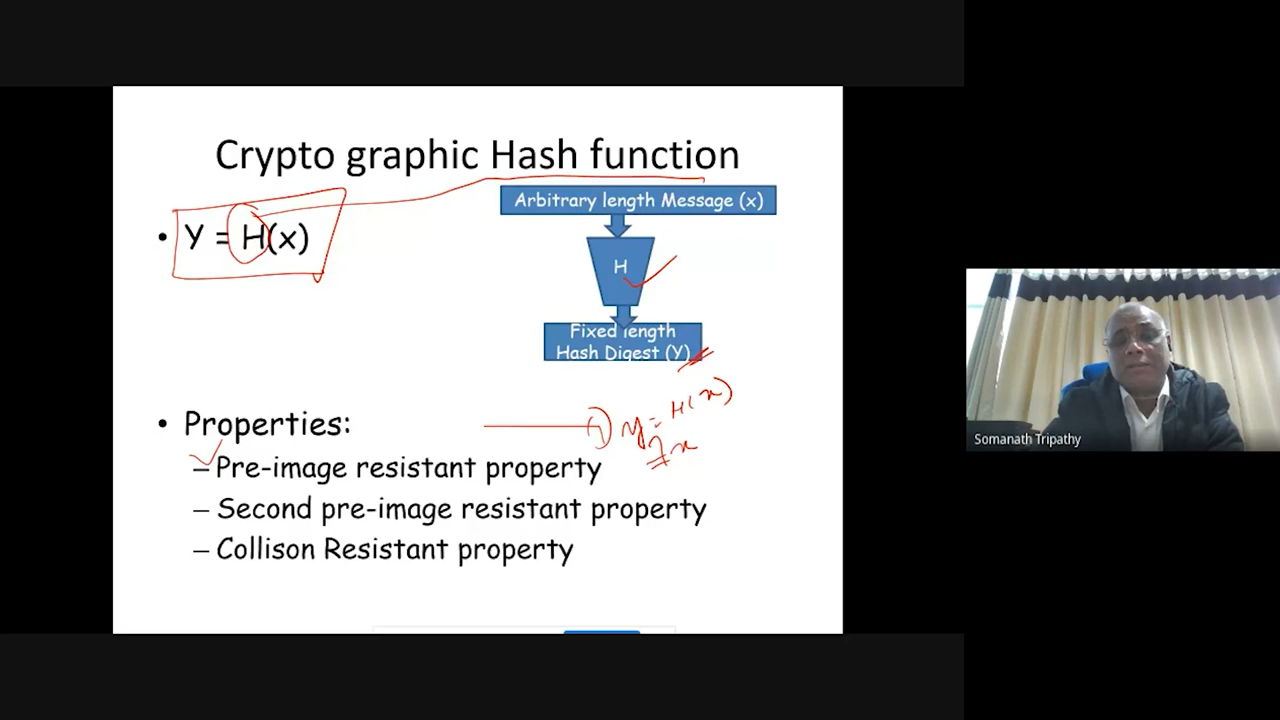 Crypto graphic Hash function
• Y = H(x)
Arbitrary length Message (x)
H
Fixed length
Hash Digest (Y)
• Properties:
① y = H(x)
x
– Pre-image resistant property
– Second pre-image resistant property
– Collison Resistant property
Somanath Tripathy